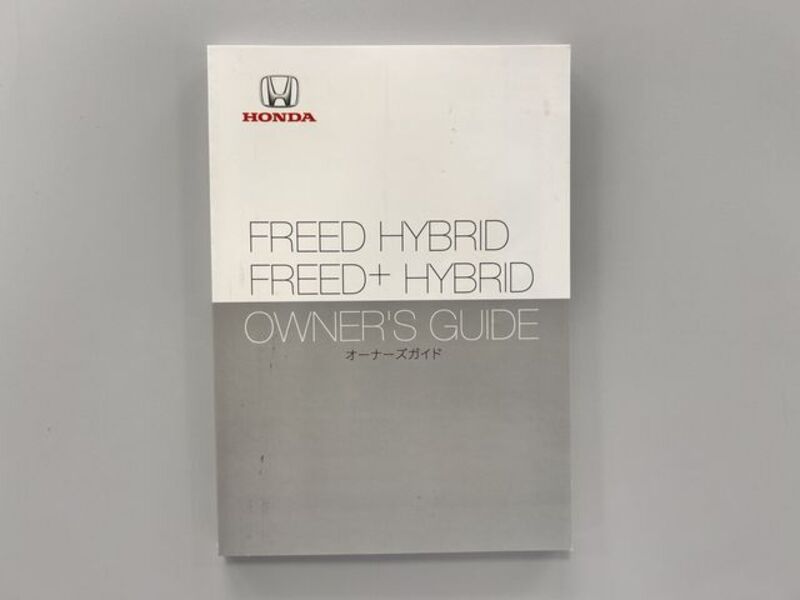 HONDA
FREED HYBRID
FREED+ HYBRID
OWNER'S GUIDE
オーナーズガイド